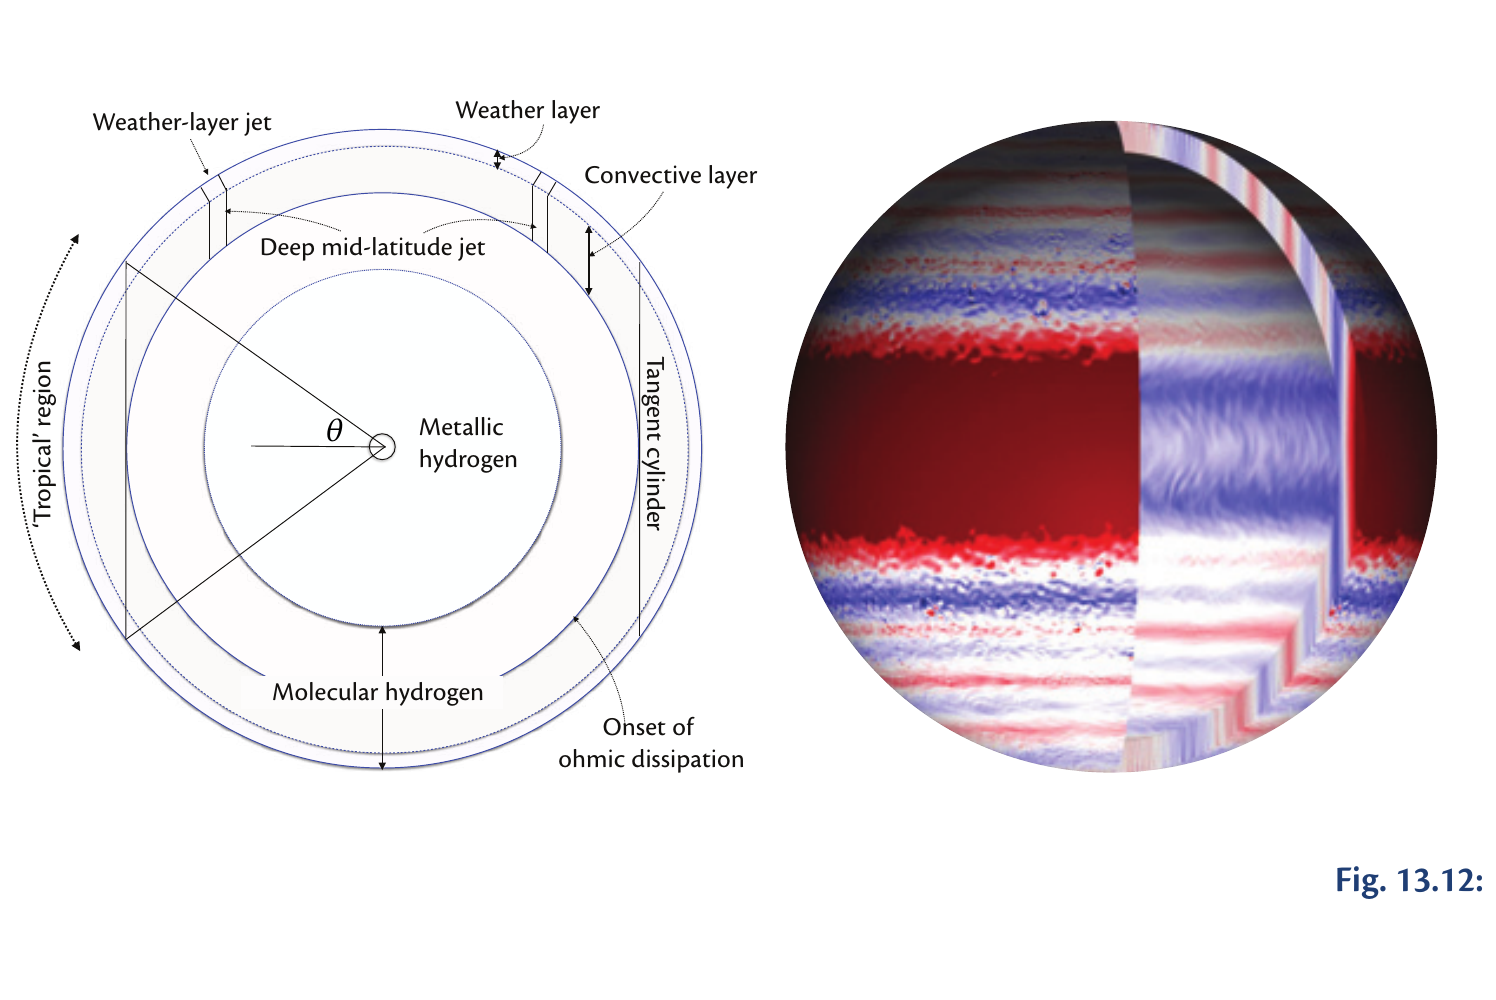 Weather layer
Weather-layer jet
Convective layer
Deep mid-latitude jet
'Tropical' region
θ
Metallic
hydrogen
Tangent cylinder
Molecular hydrogen
Onset of
ohmic dissipation
Fig. 13.12: